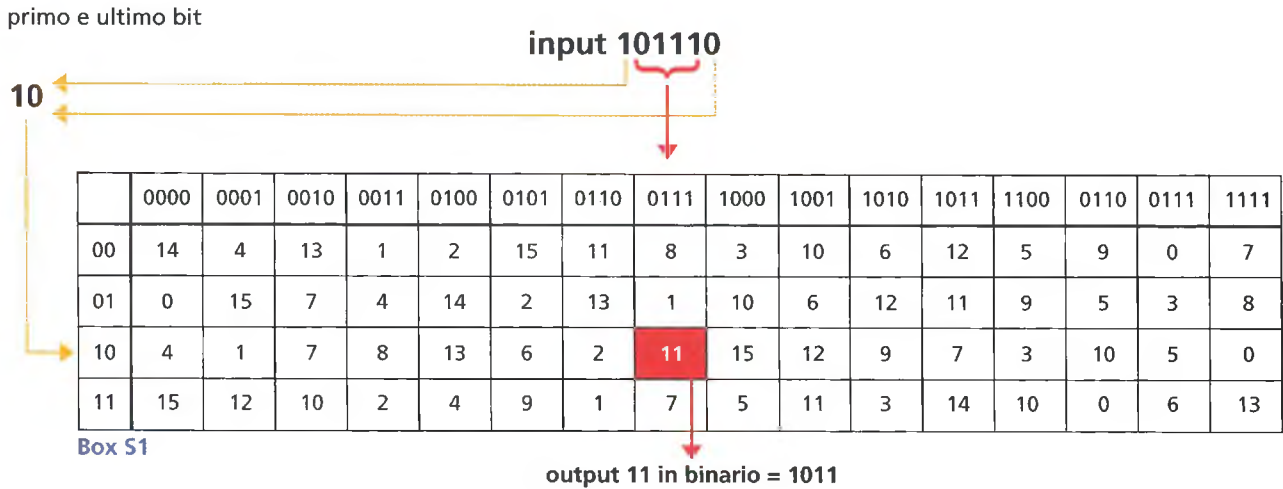 primo e ultimo bit
input 101110
10
0000 0001 0010 0011 0100 0101 0110 0111 1000 1001 1010 1011 1100 0110 0111 1111
00 14 4 13 1 2 15 11 8 3 10 6 12 5 9 0 7
01 0 15 7 4 14 2 13 1 10 6 12 11 9 5 3 8
10 4 1 7 8 13 6 2 11 15 12 9 7 3 10 5 0
11 15 12 10 2 4 9 1 7 5 11 3 14 10 0 6 13
Box S1
output 11 in binario = 1011